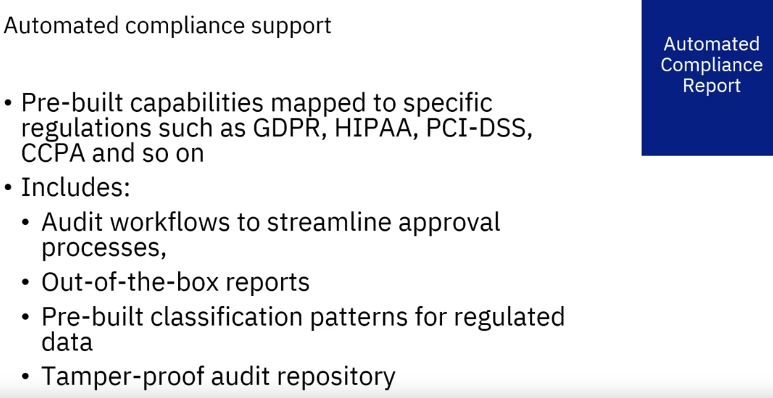 Automated compliance support
Automated
Compliance
Report
• Pre-built capabilities mapped to specific
regulations such as GDPR, HIPAA, PCI-DSS,
CCPA and so on
• Includes:
• Audit workflows to streamline approval
processes,
• Out-of-the-box reports
• Pre-built classification patterns for regulated
data
• Tamper-proof audit repository